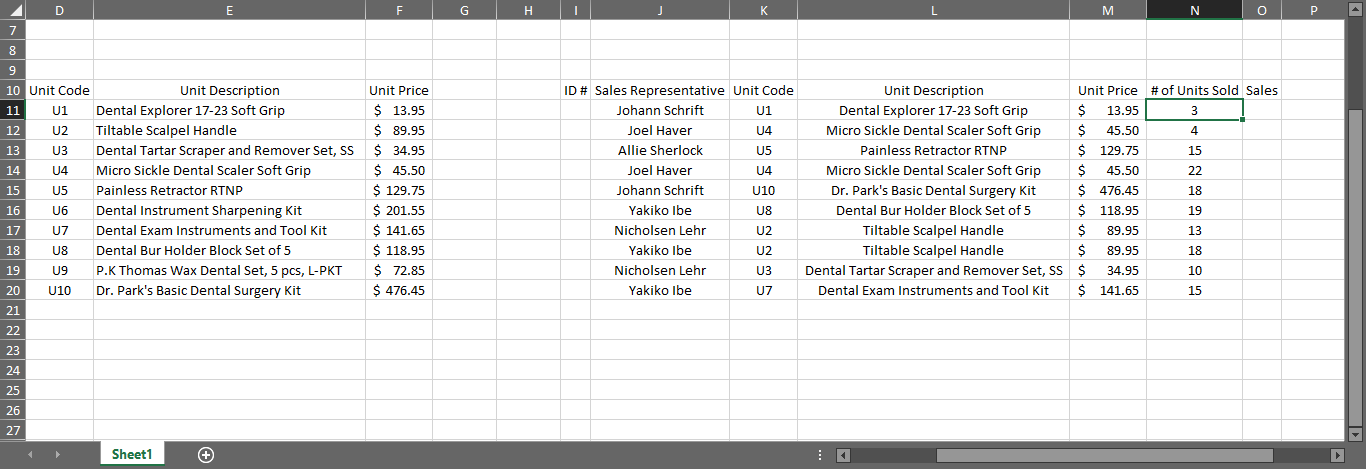 D E F G H I J K L M N O P
7
8
9
10 Unit Code Unit Description Unit Price ID # Sales Representative Unit Code Unit Description Unit Price # of Units Sold Sales
11 U1 Dental Explorer 17-23 Soft Grip $ 13.95 Johann Schrift U1 Dental Explorer 17-23 Soft Grip $ 13.95 3
12 U2 Tiltable Scalpel Handle $ 89.95 Joel Haver U4 Micro Sickle Dental Scaler Soft Grip $ 45.50 4
13 U3 Dental Tartar Scraper and Remover Set, SS $ 34.95 Allie Sherlock U5 Painless Retractor RTNP $ 129.75 15
14 U4 Micro Sickle Dental Scaler Soft Grip $ 45.50 Joel Haver U4 Micro Sickle Dental Scaler Soft Grip $ 45.50 22
15 U5 Painless Retractor RTNP $ 129.75 Johann Schrift U10 Dr. Park's Basic Dental Surgery Kit $ 476.45 18
16 U6 Dental Instrument Sharpening Kit $ 201.55 Yakiko Ibe U8 Dental Bur Holder Block Set of 5 $ 118.95 19
17 U7 Dental Exam Instruments and Tool Kit $ 141.65 Nicholsen Lehr U2 Tiltable Scalpel Handle $ 89.95 13
18 U8 Dental Bur Holder Block Set of 5 $ 118.95 Yakiko Ibe U2 Tiltable Scalpel Handle $ 89.95 18
19 U9 P.K Thomas Wax Dental Set, 5 pcs, L-PKT $ 72.85 Nicholsen Lehr U3 Dental Tartar Scraper and Remover Set, SS $ 34.95 10
20 U10 Dr. Park's Basic Dental Surgery Kit $ 476.45 Yakiko Ibe U7 Dental Exam Instruments and Tool Kit $ 141.65 15
21
22
23
24
25
26
27
Sheet1